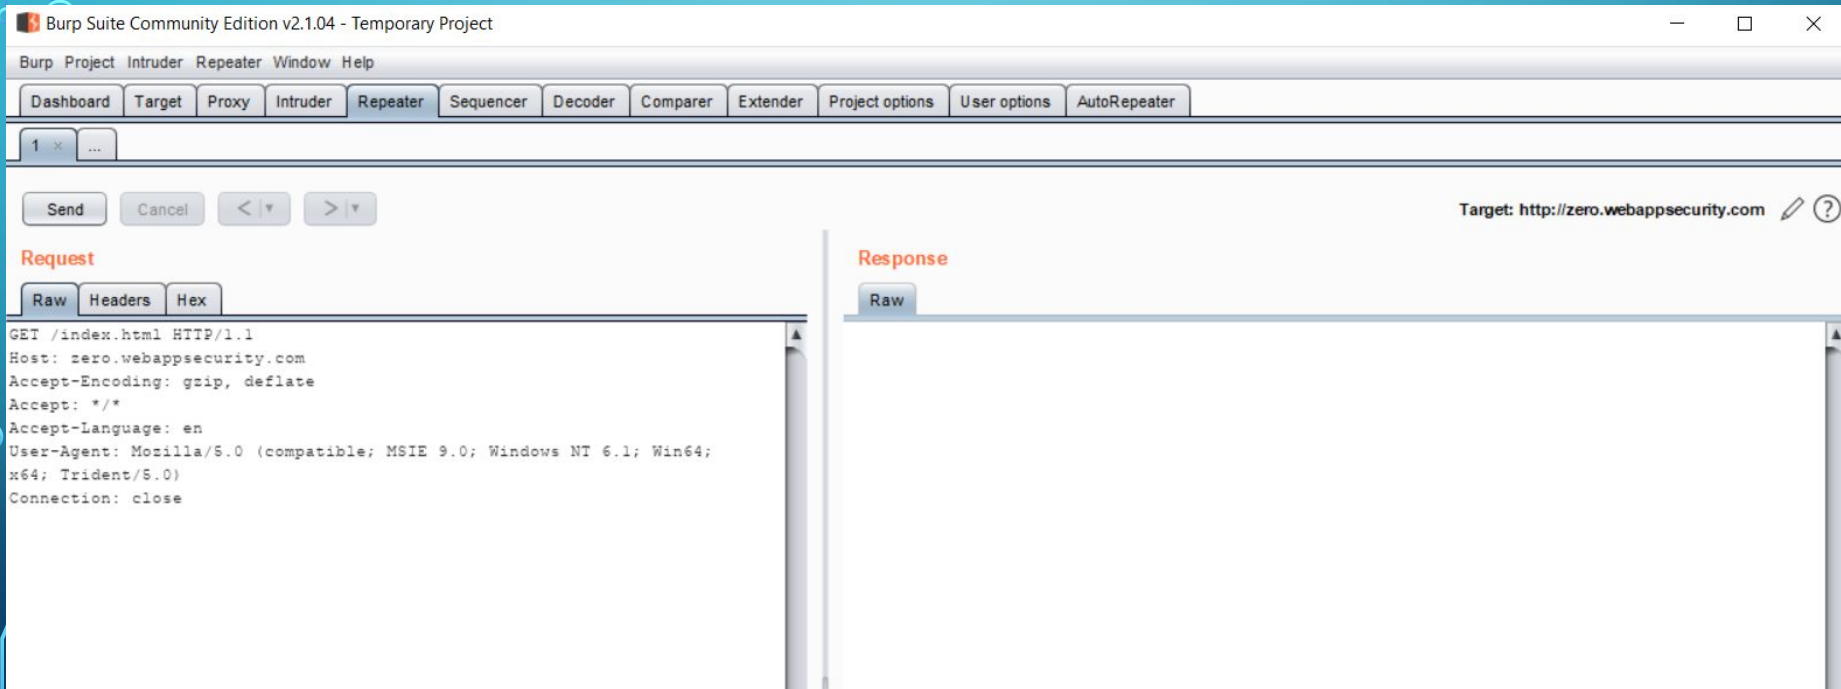 Burp Suite Community Edition v2.1.04 - Temporary Project
Burp Project Intruder Repeater Window Help
Dashboard Target Proxy Intruder Repeater Sequencer Decoder Comparer Extender Project options User options AutoRepeater
1 × ...
Send Cancel < > Target: http://zero.webappsecurity.com ?
Request Response
Raw Headers Hex Raw
GET /index.html HTTP/1.1
Host: zero.webappsecurity.com
Accept-Encoding: gzip, deflate
Accept: */*
Accept-Language: en
User-Agent: Mozilla/5.0 (compatible; MSIE 9.0; Windows NT 6.1; Win64;
x64; Trident/5.0)
Connection: close